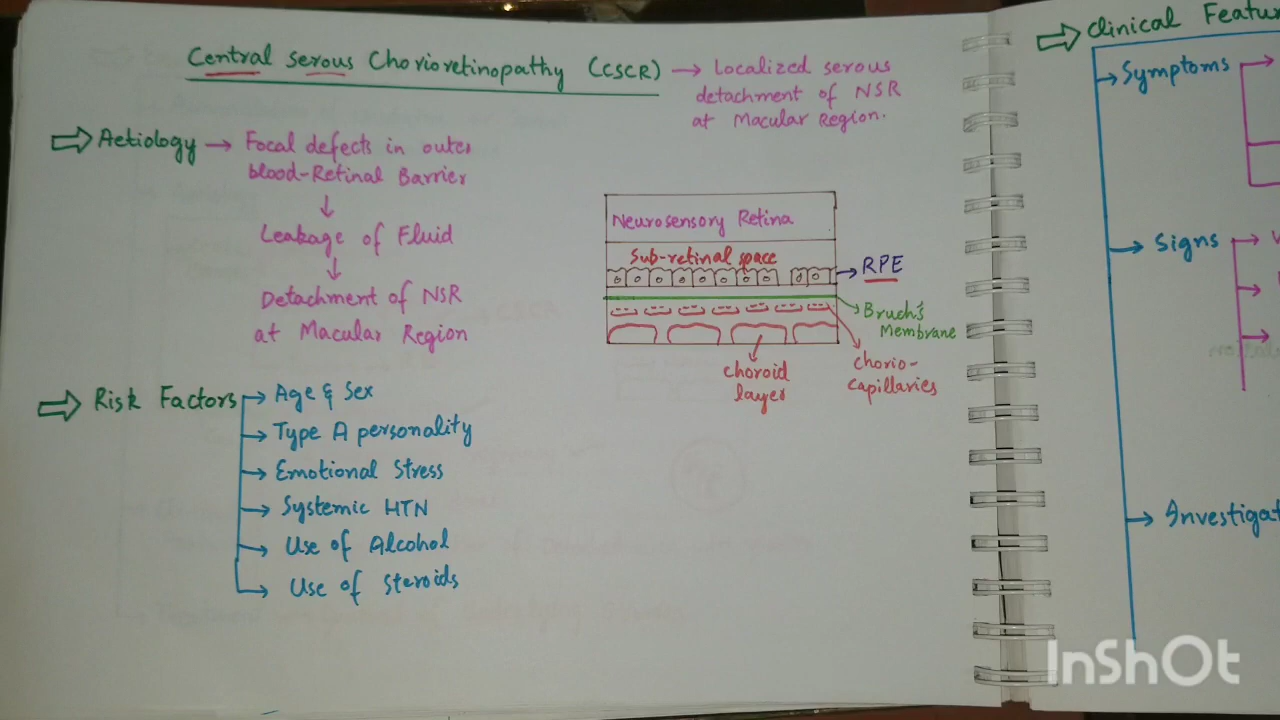 Central Serous Chorioretinopathy (CSCR) → Localized serous
detachment of NSR
at Macular Region.
⇒ Aetiology → Focal defects in outer
blood-Retinal Barrier
↓
Leakage of Fluid
↓
Detachment of NSR
at Macular Region
Neurosensory Retina
Sub-retinal space
→ RPE
Bruch's
Membrane
chorio-
capillaries
choroid
layer
⇒ Risk Factors → Age & Sex
→ Type A personality
→ Emotional Stress
→ Systemic HTN
→ Use of Alcohol
→ Use of Steroids
⇒ Clinical Featur
→ Symptoms
→ Signs
→ Investigat
InShOt